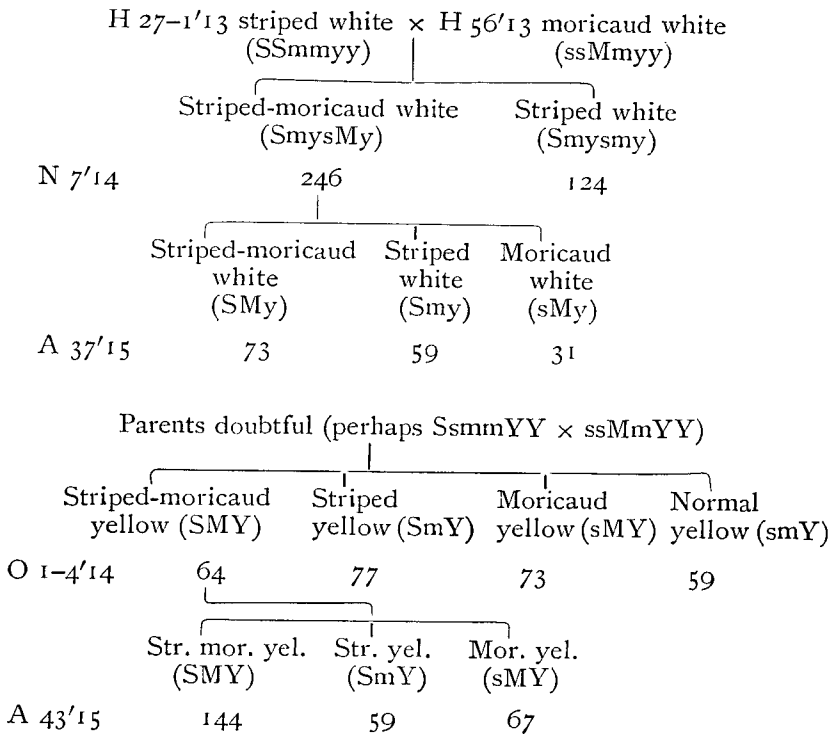 H 27–1′13 striped white × H 56′13 moricaud white
(SSmmyy) (ssMmyy)
Striped-moricaud white Striped white
(SmysMy) (Smysmy)
N 7′14 246 124
Striped-moricaud Striped Moricaud
white white white
(SMy) (Smy) (sMy)
A 37′15 73 59 31
Parents doubtful (perhaps SsmmYY × ssMmYY)
Striped-moricaud Striped Moricaud Normal
yellow (SMY) yellow (SmY) yellow (sMY) yellow (smY)
O 1–4′14 64 77 73 59
Str. mor. yel. Str. yel. Mor. yel.
(SMY) (SmY) (sMY)
A 43′15 144 59 67